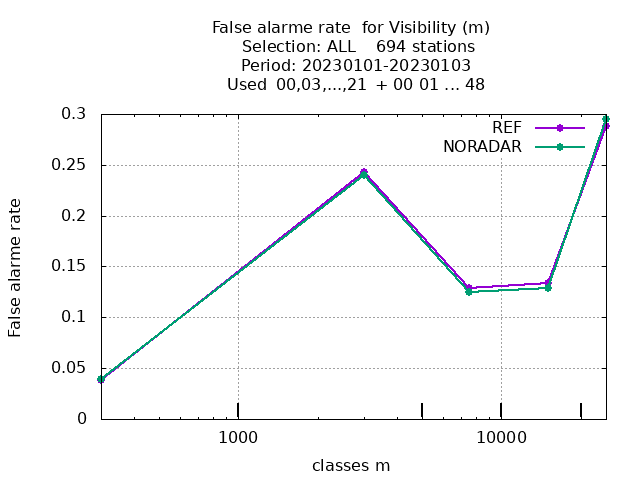 False alarme rate  for Visibility (m)
Selection: ALL    694 stations
Period: 20230101-20230103
Used  00,03,...,21  + 00 01 ... 48
REF
NORADAR
0.3
0.25
0.2
0.15
0.1
0.05
0
False alarme rate
1000
10000
classes m